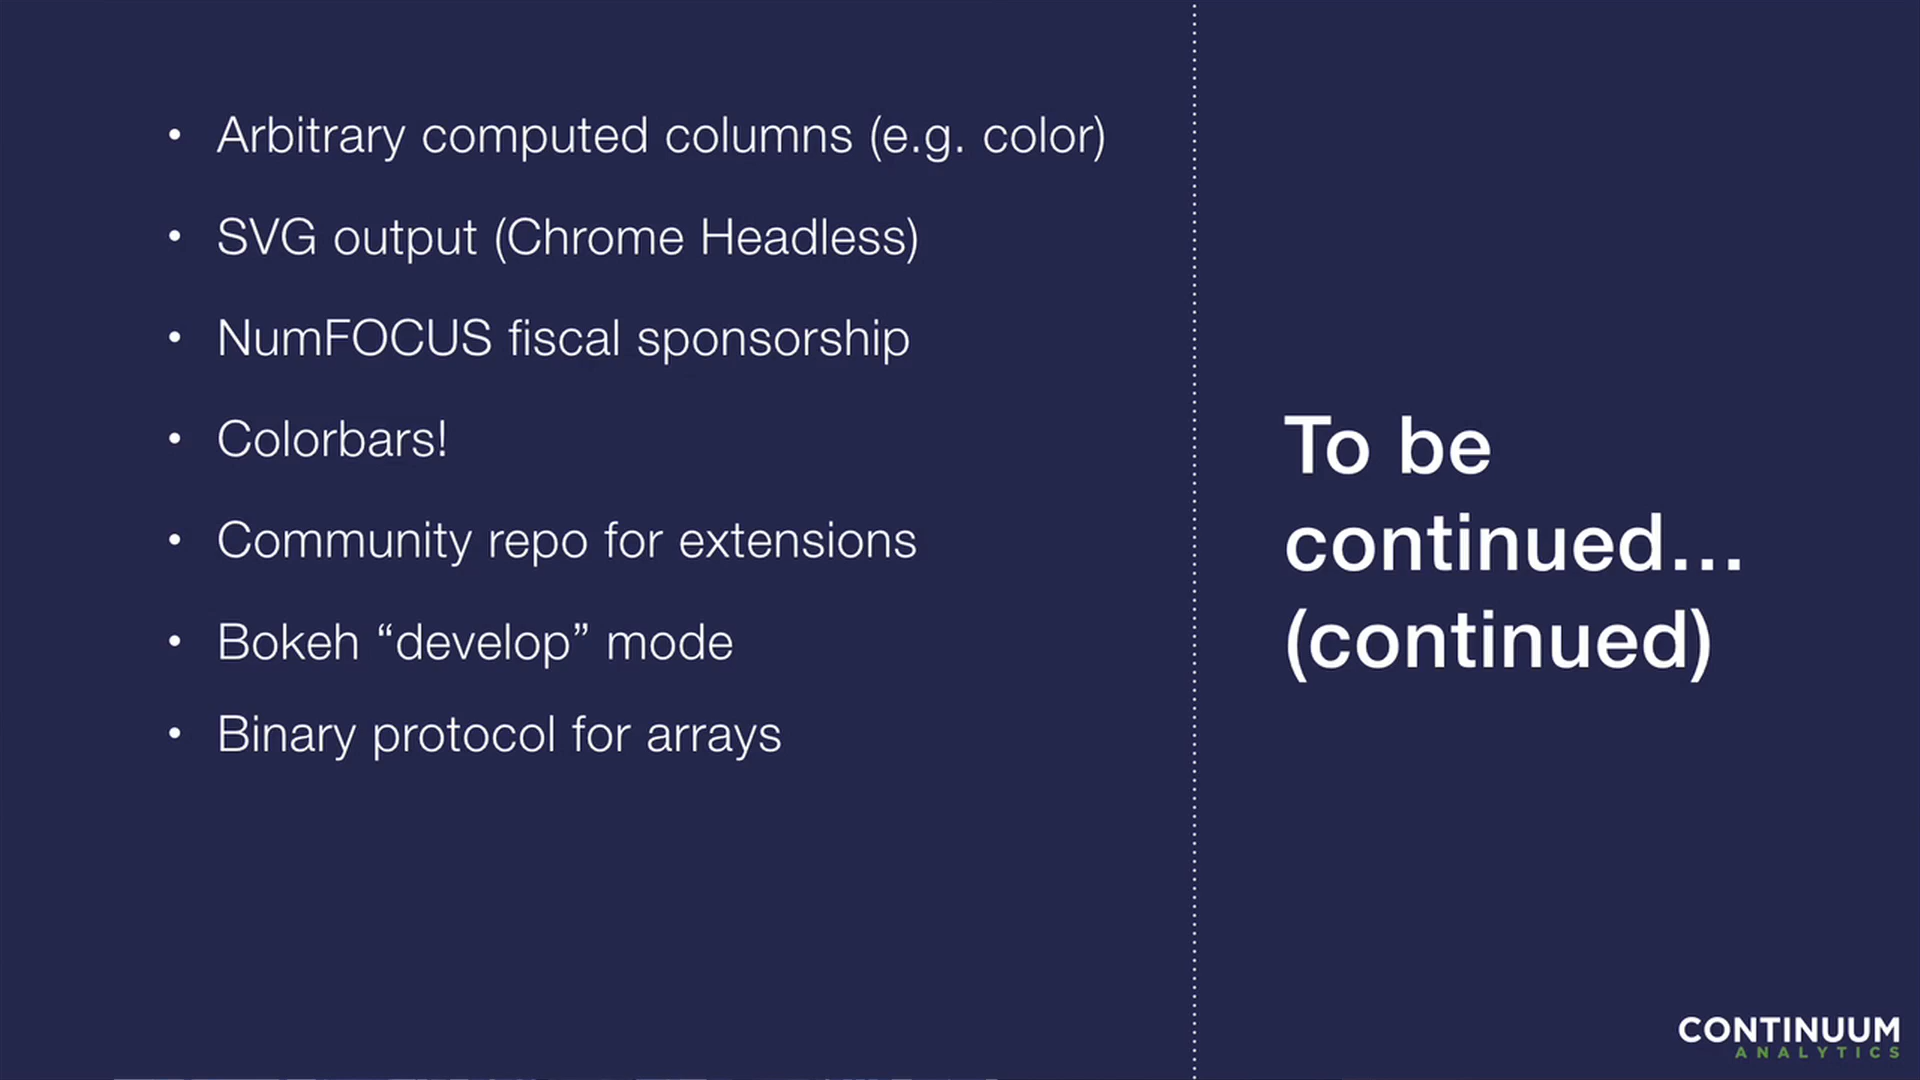 • Arbitrary computed columns (e.g. color)
• SVG output (Chrome Headless)
• NumFOCUS fiscal sponsorship
• Colorbars!
• Community repo for extensions
• Bokeh “develop” mode
• Binary protocol for arrays
To be
continued...
(continued)
CONTINUUM
ANALYTICS